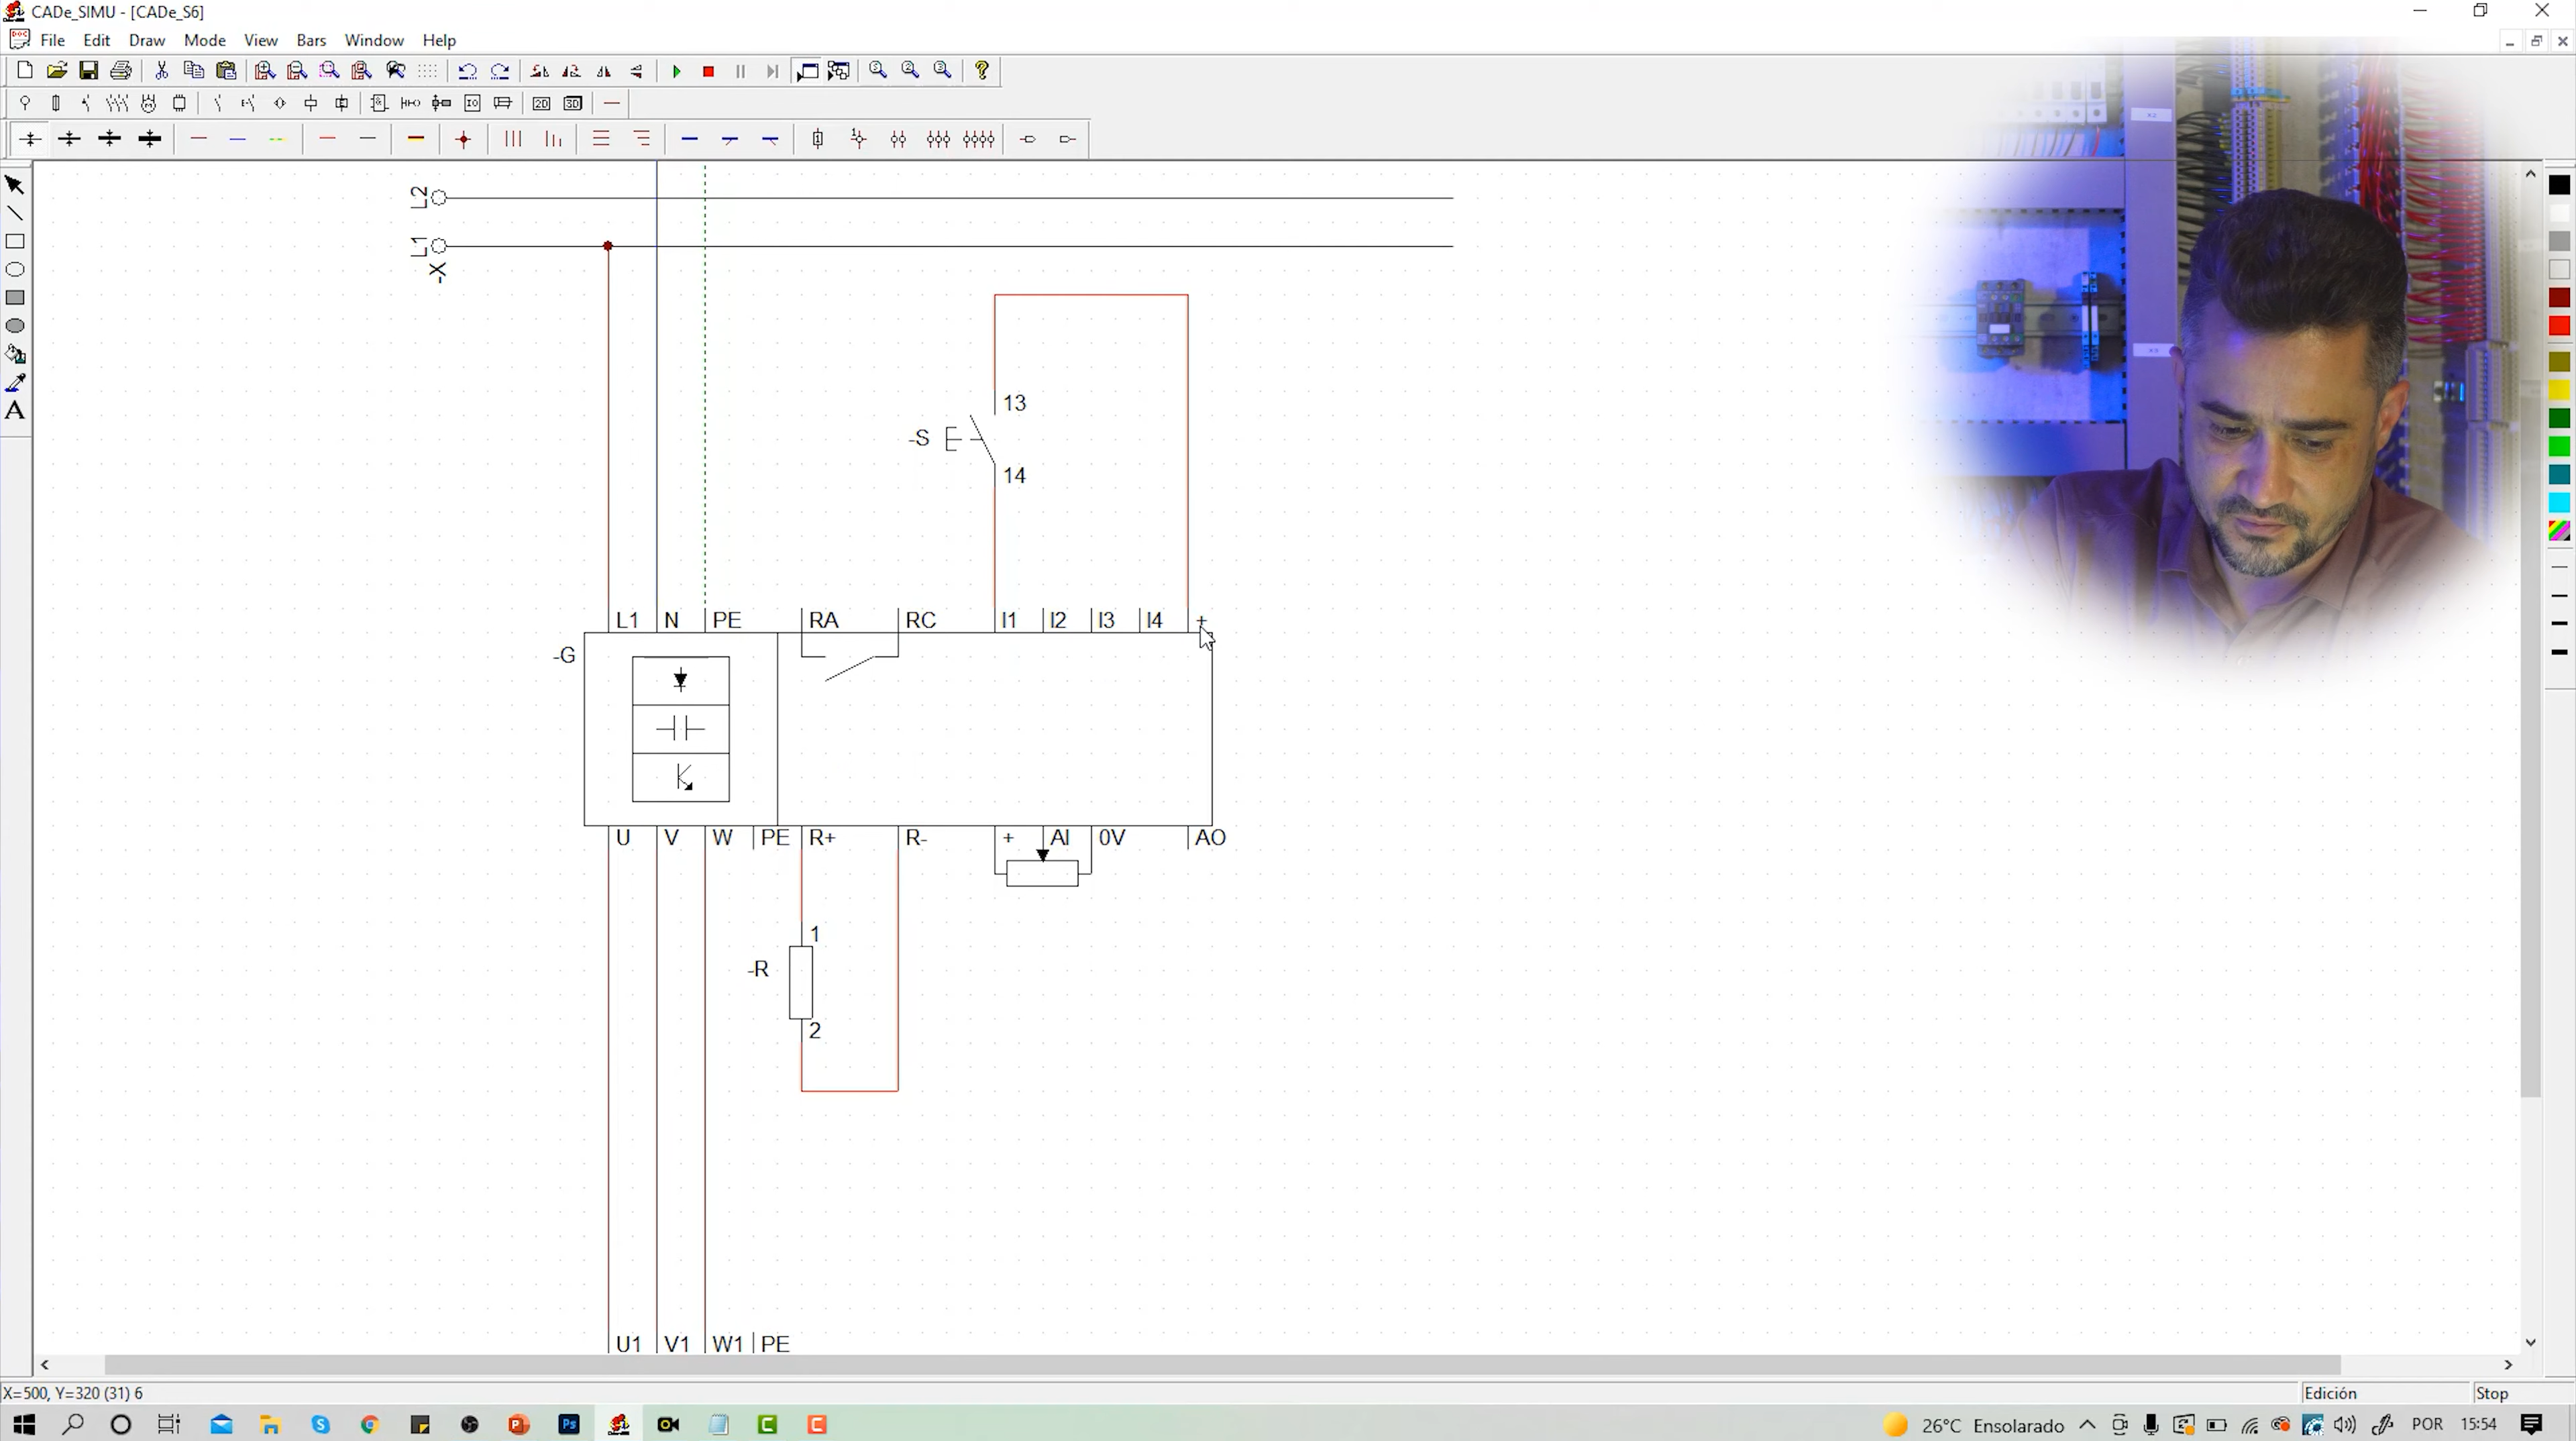 CADe_SIMU - [CADe_S6]
File Edit Draw Mode View Bars Window Help
L2
L1
-X
13
-S
14
L1 N PE RA RC I1 I2 I3 I4 +
-G
U V W PE R+ R- + AI 0V AO
1
-R
2
U1 V1 W1 PE
X=500, Y=320 (31) 6 Edición Stop
26°C Ensolarado POR 15:54